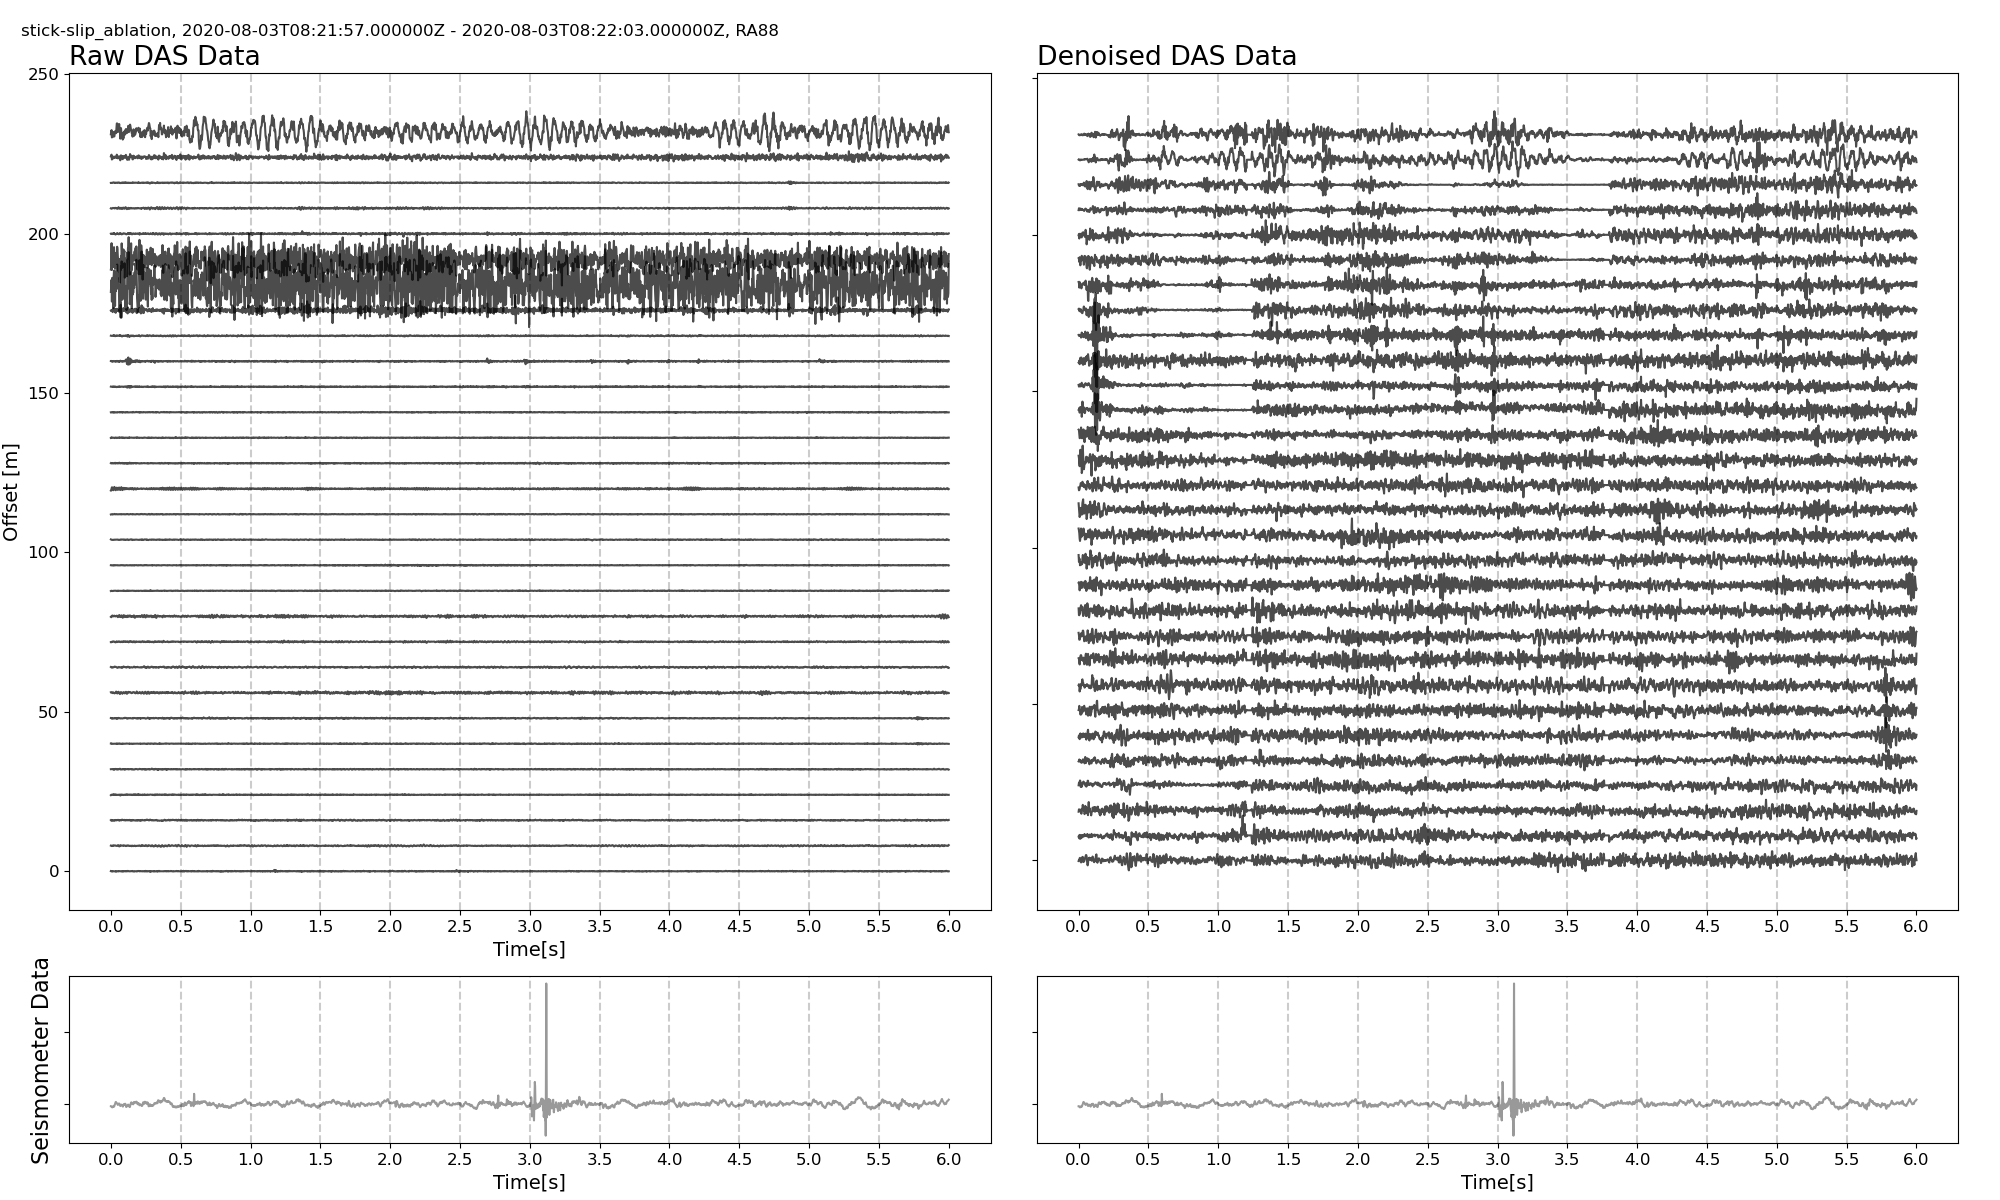 stick-slip_ablation, 2020-08-03T08:21:57.000000Z - 2020-08-03T08:22:03.000000Z, RA88
Raw DAS Data
Denoised DAS Data
250
200
150
100
50
0
Offset [m]
0.0 0.5 1.0 1.5 2.0 2.5 3.0 3.5 4.0 4.5 5.0 5.5 6.0
Time[s]
0.0 0.5 1.0 1.5 2.0 2.5 3.0 3.5 4.0 4.5 5.0 5.5 6.0
Seismometer Data
0.0 0.5 1.0 1.5 2.0 2.5 3.0 3.5 4.0 4.5 5.0 5.5 6.0
Time[s]
0.0 0.5 1.0 1.5 2.0 2.5 3.0 3.5 4.0 4.5 5.0 5.5 6.0
Time[s]